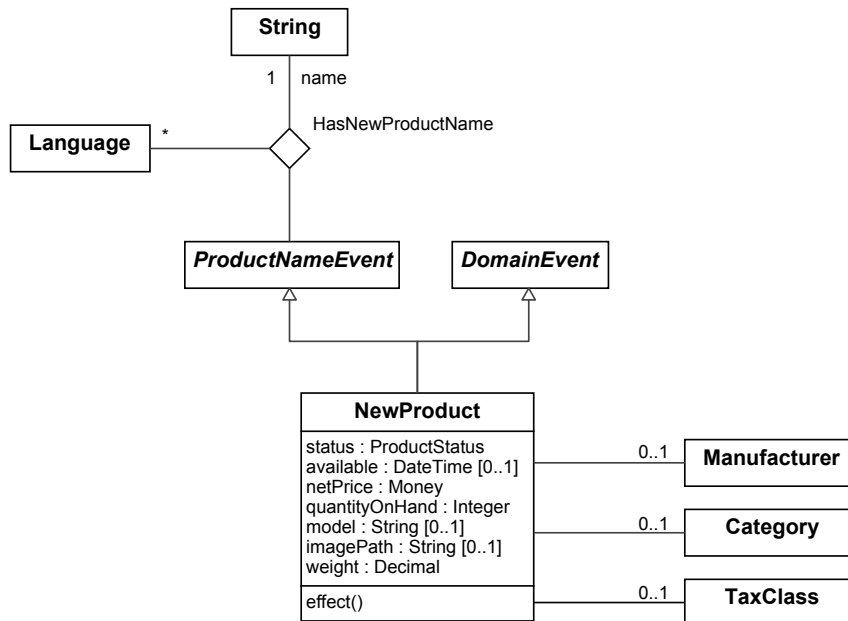 String
1 name
HasNewProductName
*
Language
ProductNameEvent
DomainEvent
NewProduct
status : ProductStatus
available : DateTime [0..1]
netPrice : Money
quantityOnHand : Integer
model : String [0..1]
imagePath : String [0..1]
weight : Decimal
effect()
0..1
Manufacturer
0..1
Category
0..1
TaxClass